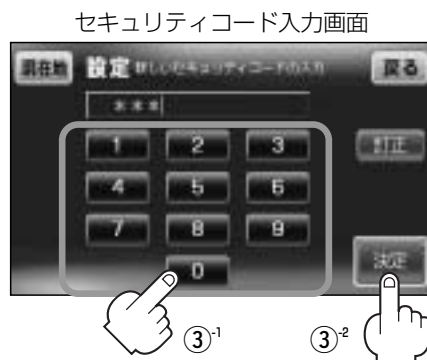 セキュリティコード入力画面
現在地 設定 新しいセキュリティコードの入力 戻る
***
1 2 3 訂正
4 5 6
7 8 9
0 決定
③-1 ③-2